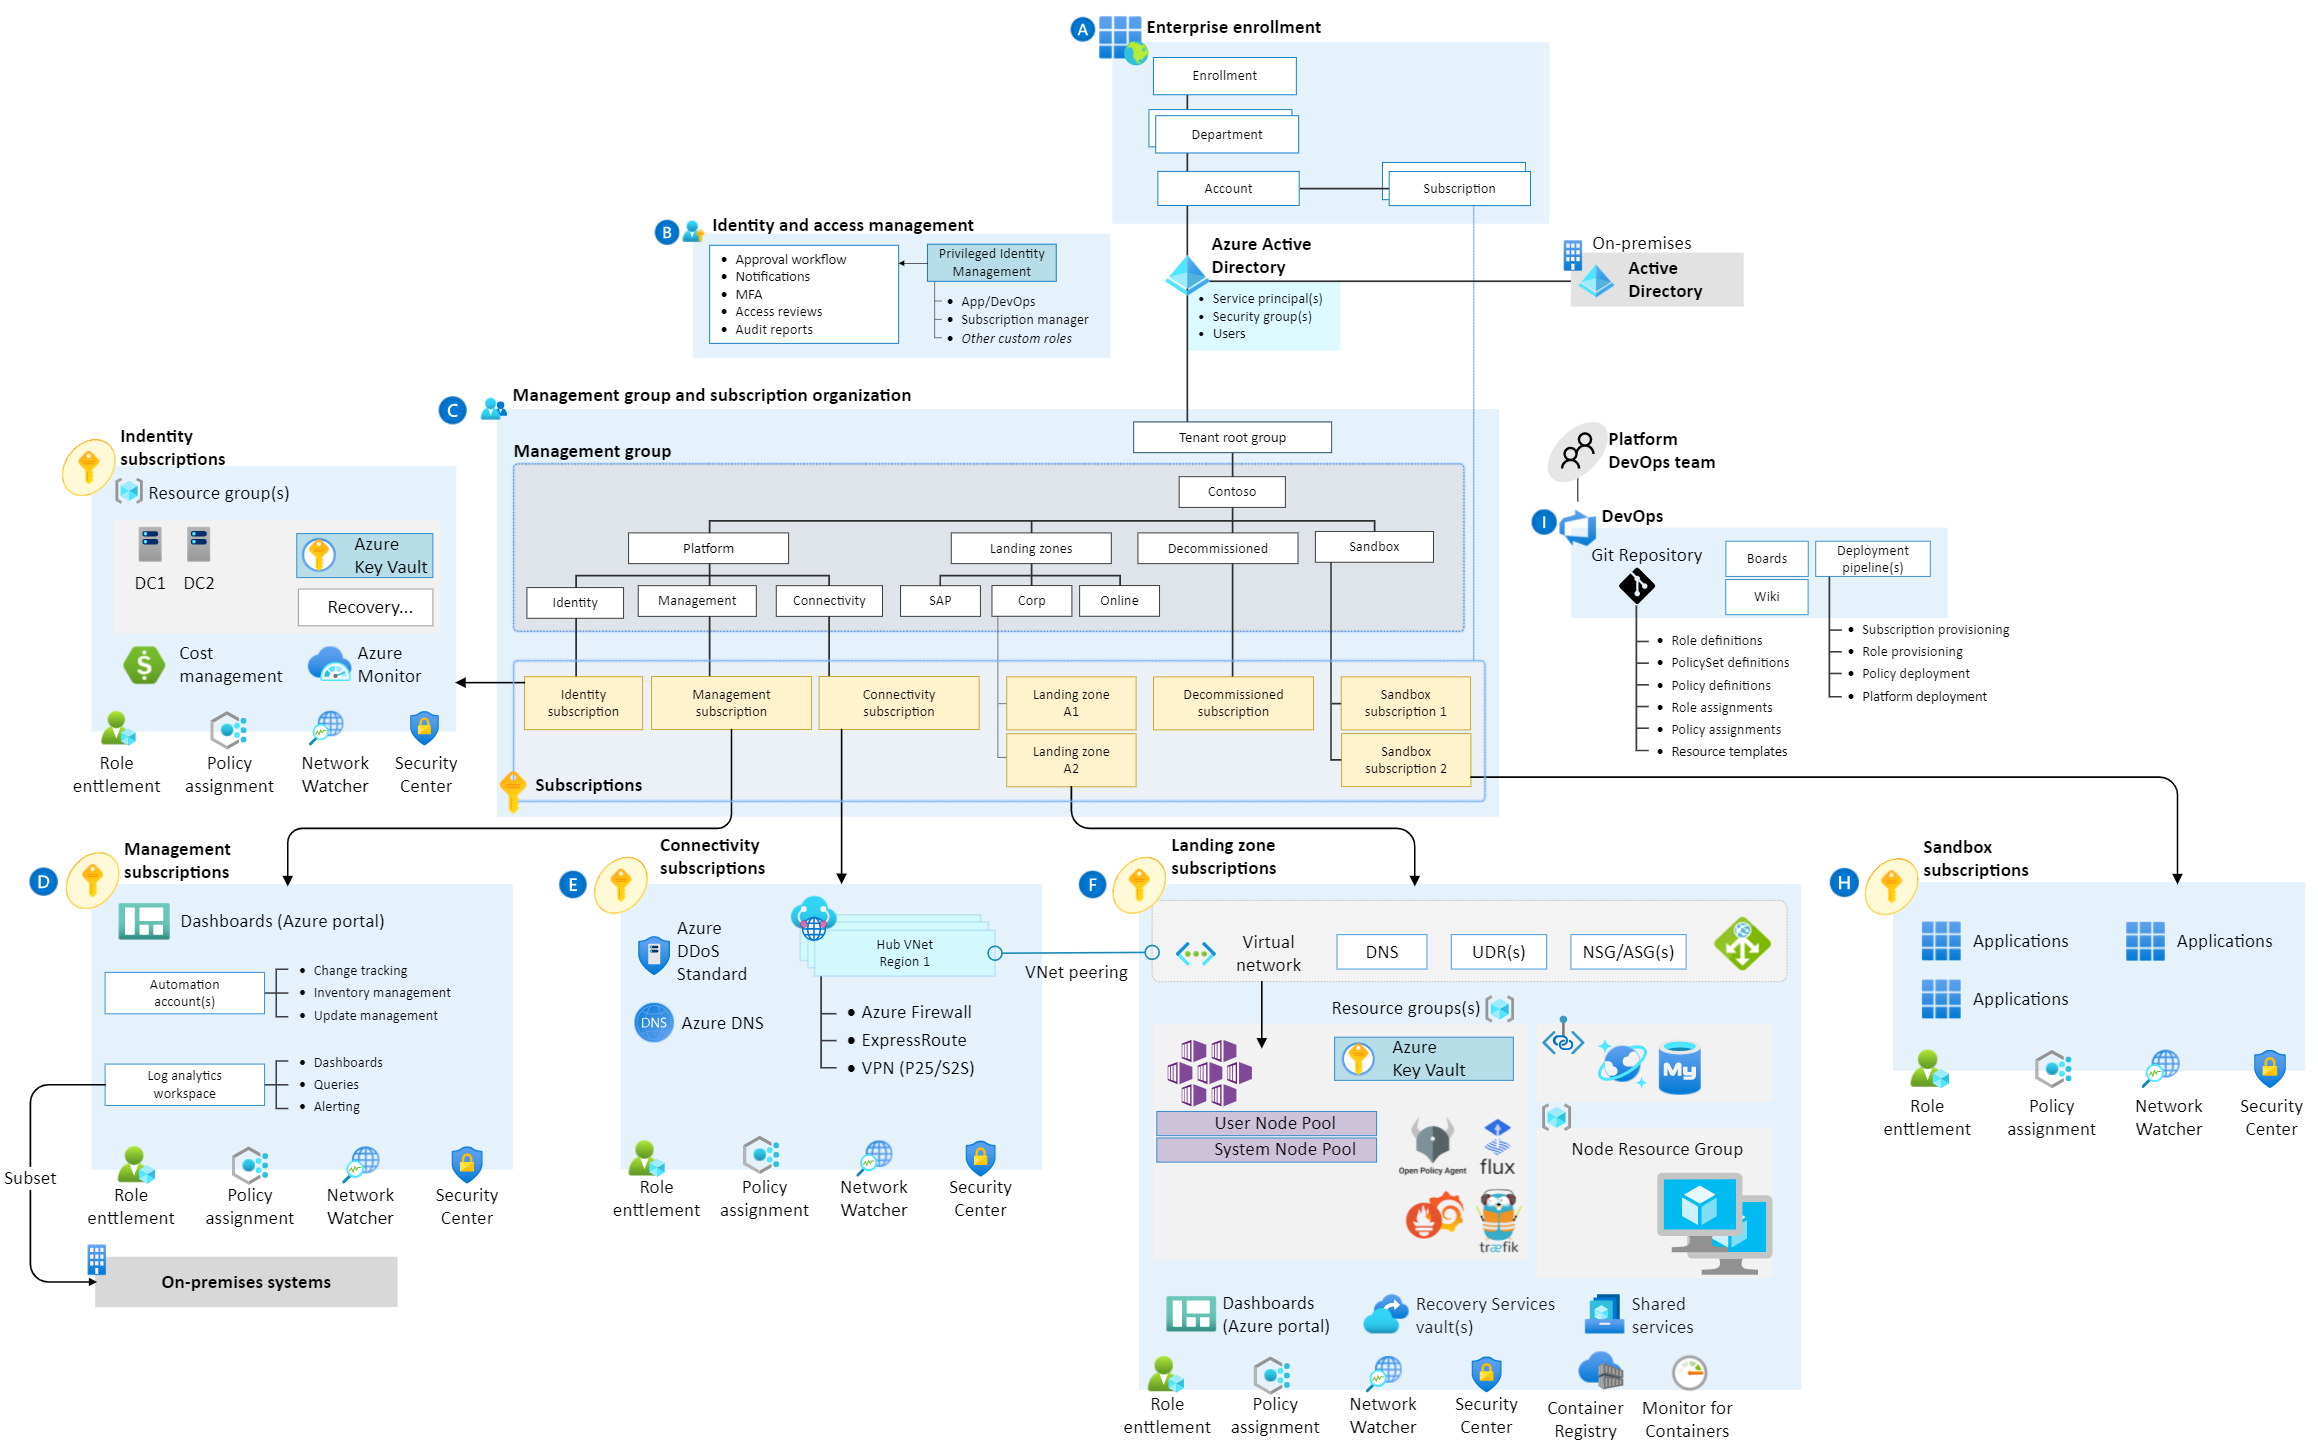 A
Enterprise enrollment
Enrollment
Department
Account
Subscription
B
Identity and access management
• Approval workflow
• Notifications
• MFA
• Access reviews
• Audit reports
Privileged Identity
Management
• App/DevOps
• Subscription manager
• Other custom roles
Azure Active
Directory
• Service principal(s)
• Security group(s)
• Users
On-premises
Active
Directory
C
Management group and subscription organization
Tenant root group
Management group
Contoso
Platform
Landing zones
Decommissioned
Sandbox
Identity
Management
Connectivity
SAP
Corp
Online
Identity
subscription
Management
subscription
Connectivity
subscription
Landing zone
A1
Landing zone
A2
Decommissioned
subscription
Sandbox
subscription 1
Sandbox
subscription 2
Subscriptions
Indentity
subscriptions
Resource group(s)
DC1
DC2
Azure
Key Vault
Recovery...
Cost
management
Azure
Monitor
Role
enttlement
Policy
assignment
Network
Watcher
Security
Center
Platform
DevOps team
I
DevOps
Git Repository
Boards
Wiki
Deployment
pipeline(s)
• Role definitions
• PolicySet definitions
• Policy definitions
• Role assignments
• Policy assignments
• Resource templates
• Subscription provisioning
• Role provisioning
• Policy deployment
• Platform deployment
D
Management
subscriptions
Dashboards (Azure portal)
Automation
account(s)
• Change tracking
• Inventory management
• Update management
Log analytics
workspace
• Dashboards
• Queries
• Alerting
Role
enttlement
Policy
assignment
Network
Watcher
Security
Center
Subset
On-premises systems
E
Connectivity
subscriptions
Azure
DDoS
Standard
DNS
Azure DNS
Hub VNet
Region 1
• Azure Firewall
• ExpressRoute
• VPN (P25/S2S)
VNet peering
Role
enttlement
Policy
assignment
Network
Watcher
Security
Center
F
Landing zone
subscriptions
Virtual
network
DNS
UDR(s)
NSG/ASG(s)
Resource groups(s)
Azure
Key Vault
User Node Pool
System Node Pool
Open Policy Agent
flux
træfik
My
Node Resource Group
Dashboards
(Azure portal)
Recovery Services
vault(s)
Shared
services
Role
enttlement
Policy
assignment
Network
Watcher
Security
Center
Container
Registry
Monitor for
Containers
H
Sandbox
subscriptions
Applications
Applications
Applications
Role
enttlement
Policy
assignment
Network
Watcher
Security
Center